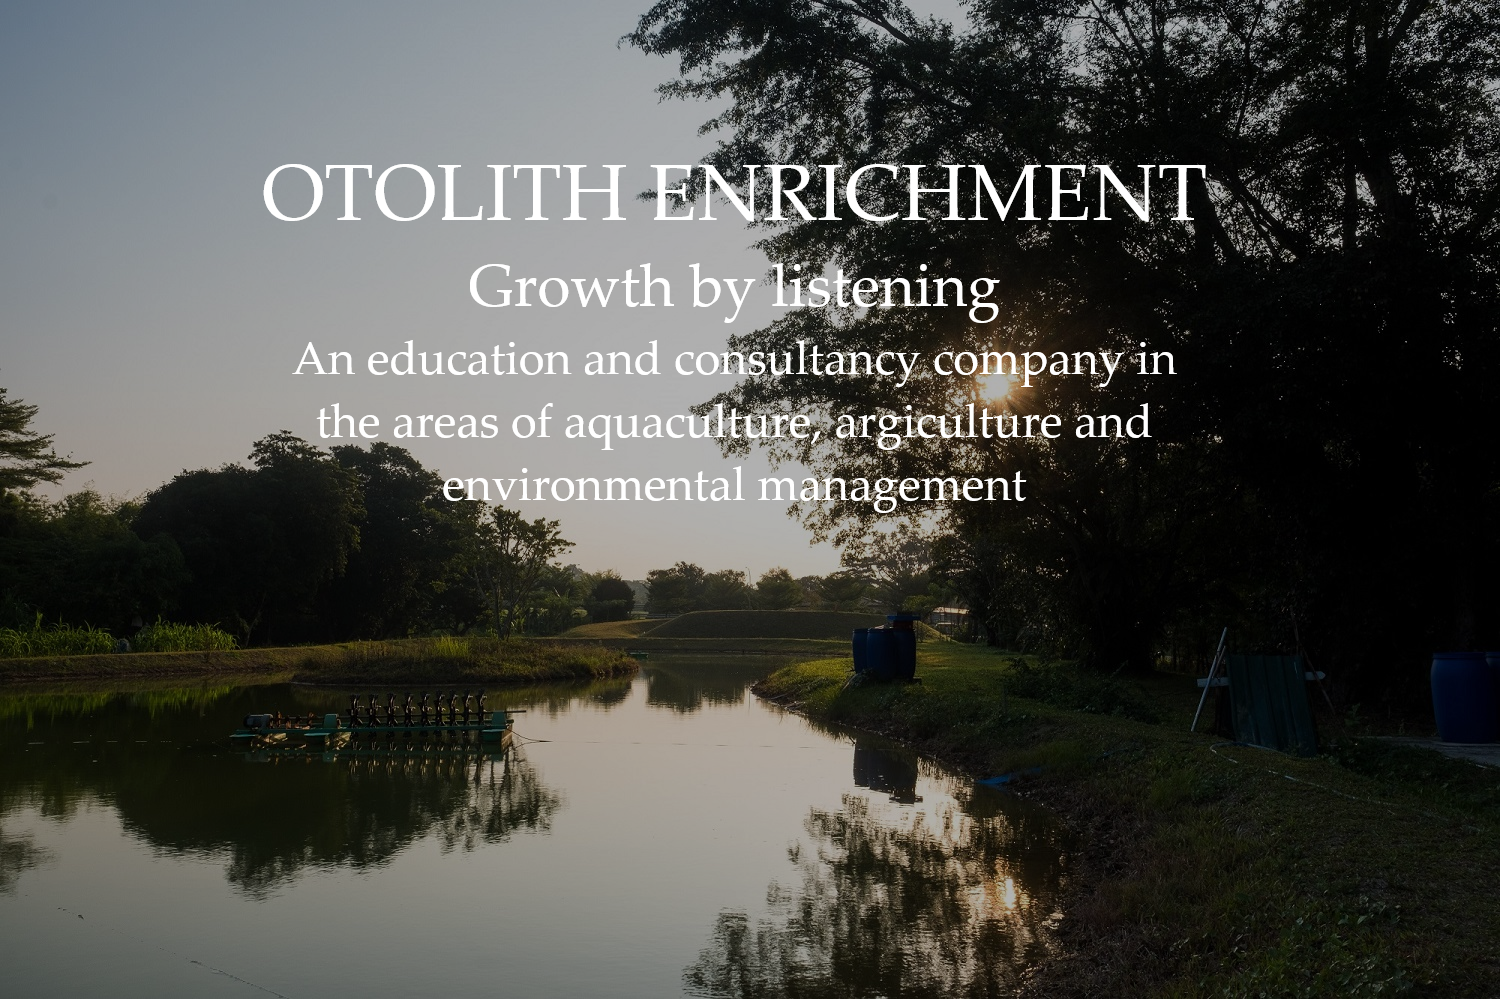 OTOLITH ENRICHMENT
Growth by listening
An education and consultancy company in
the areas of aquaculture, argiculture and
environmental management